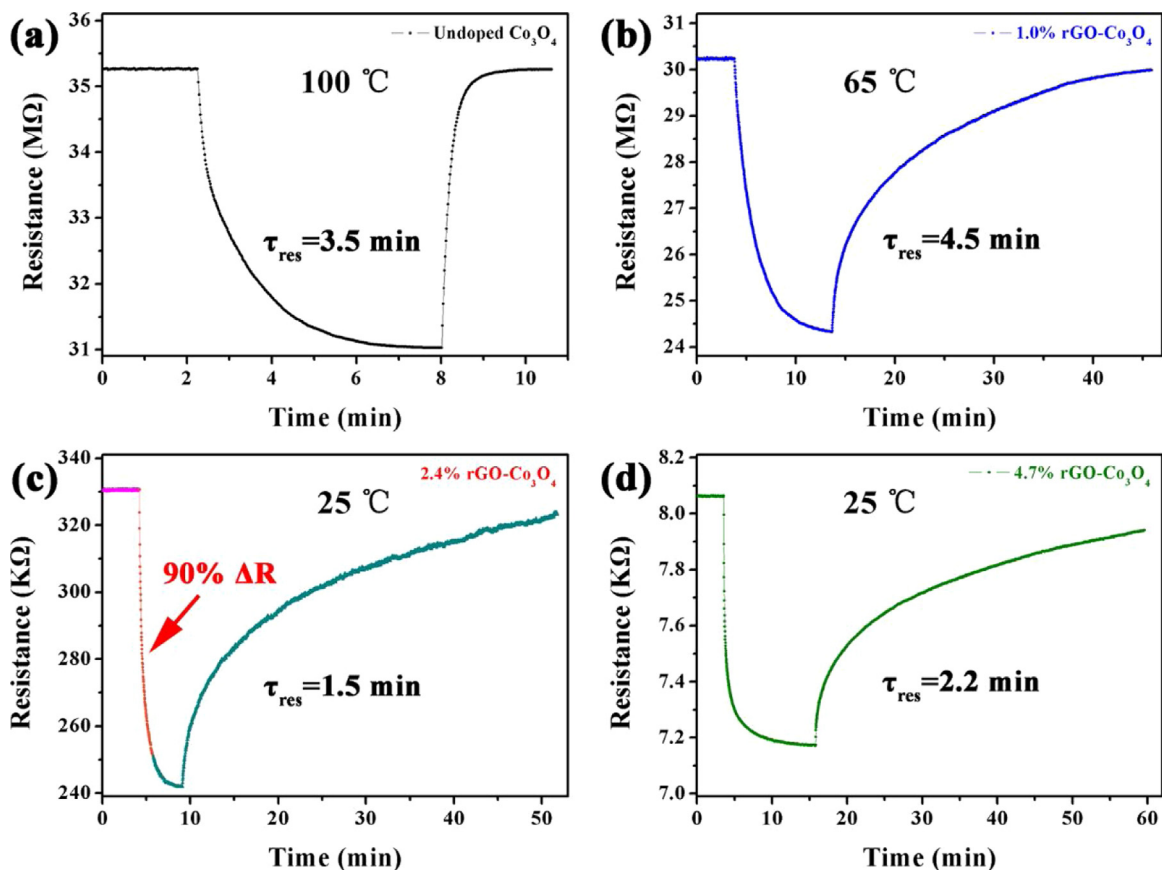 (a)
Undoped Co₃O₄
100 ℃
τres=3.5 min
Resistance (MΩ)
36
35
33
32
31
0
2
4
6
8
10
Time (min)
(b)
1.0% rGO-Co₃O₄
65 ℃
τres=4.5 min
Resistance (MΩ)
31
30
29
28
26
25
24
0
10
20
30
40
Time (min)
(c)
2.4% rGO-Co₃O₄
25 ℃
90% ΔR
τres=1.5 min
Resistance (KΩ)
340
320
300
280
260
240
0
10
20
30
40
50
Time (min)
(d)
4.7% rGO-Co₃O₄
25 ℃
τres=2.2 min
Resistance (KΩ)
8.2
8.0
7.8
7.6
7.4
7.2
7.0
0
10
20
30
40
50
60
Time (min)